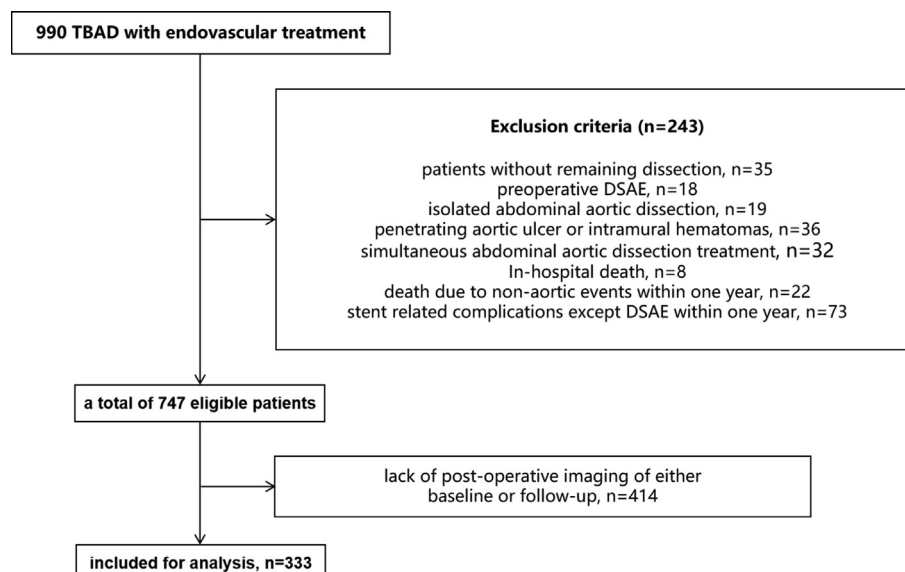 990 TBAD with endovascular treatment
Exclusion criteria (n=243)
patients without remaining dissection, n=35
preoperative DSAE, n=18
isolated abdominal aortic dissection, n=19
penetrating aortic ulcer or intramural hematomas, n=36
simultaneous abdominal aortic dissection treatment, n=32
In-hospital death, n=8
death due to non-aortic events within one year, n=22
stent related complications except DSAE within one year, n=73
a total of 747 eligible patients
lack of post-operative imaging of either
baseline or follow-up, n=414
included for analysis, n=333